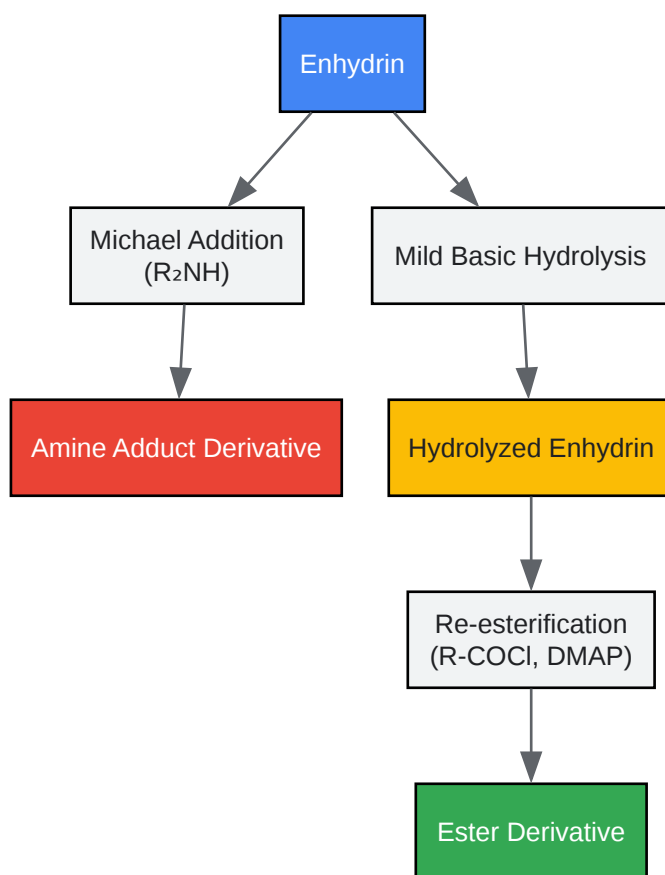 Enhydrin
Michael Addition
(R₂NH)
Mild Basic Hydrolysis
Amine Adduct Derivative
Hydrolyzed Enhydrin
Re-esterification
(R-COCl, DMAP)
Ester Derivative